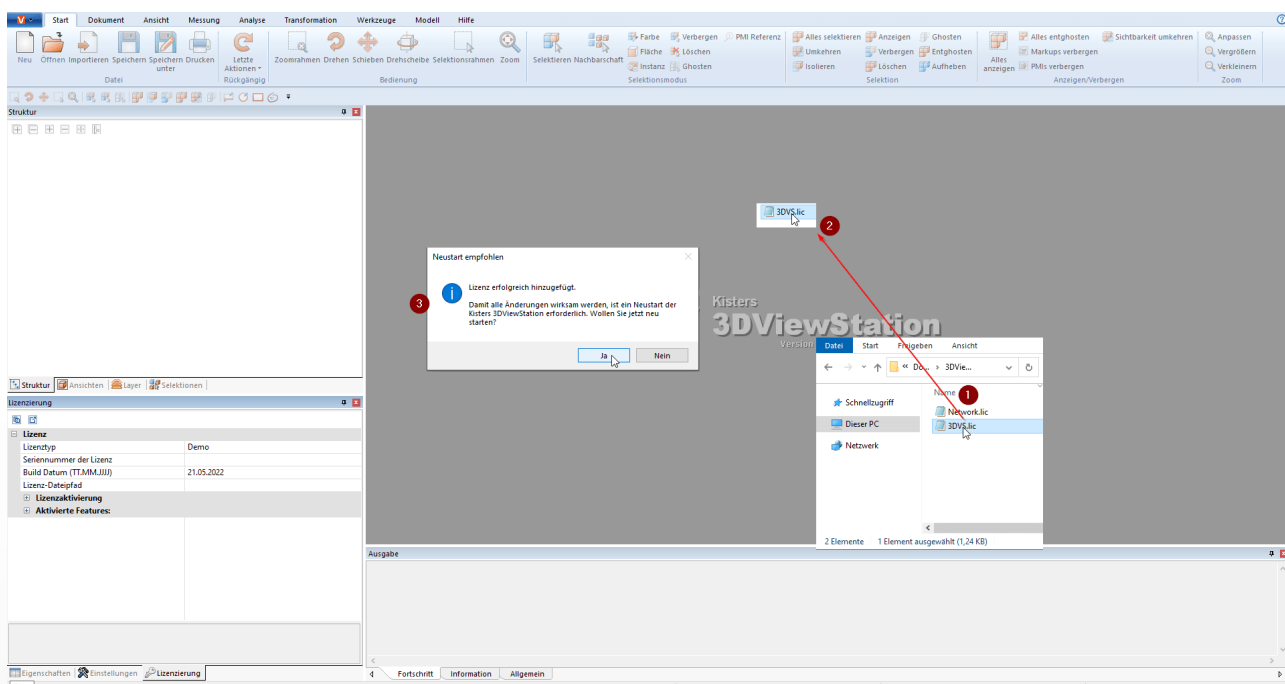 Start Dokument Ansicht Messung Analyse Transformation Werkzeuge Modell Hilfe
Neu Öffnen Importieren Speichern Speichern unter Drucken
Datei
Letzte Aktionen
Rückgängig
Zoomrahmen Drehen Schieben Drehscheibe Selektionsrahmen Zoom
Bedienung
Selektieren Nachbarschaft
Farbe Verbergen PMI Referenz
Fläche Löschen
Instanz Ghosten
Selektionsmodus
Alles selektieren Anzeigen Ghosten
Umkehren Verbergen Entghosten
Isolieren Löschen Aufheben
Selektion
Alles anzeigen
Alles entghosten Sichtbarkeit umkehren
Markups verbergen
PMIs verbergen
Anzeigen/Verbergen
Anpassen
Vergrößern
Verkleinern
Zoom
Struktur
3DVS.lic
2
Neustart empfohlen
Lizenz erfolgreich hinzugefügt.
3
Damit alle Änderungen wirksam werden, ist ein Neustart der
Kisters 3DViewStation erforderlich. Wollen Sie jetzt neu
starten?
Ja Nein
Kisters
3DViewStation
Version
Datei Start Freigeben Ansicht
« Do... › 3DVie...
Name
1
Schnellzugriff
Network.lic
Dieser PC
3DVS.lic
Netzwerk
2 Elemente 1 Element ausgewählt (1,24 KB)
Struktur Ansichten Layer Selektionen
Lizenzierung
Lizenz
Lizenztyp Demo
Seriennummer der Lizenz
Build Datum (TT.MM.JJJJ) 21.05.2022
Lizenz-Dateipfad
Lizenzaktivierung
Aktivierte Features:
Ausgabe
Eigenschaften Einstellungen Lizenzierung
Fortschritt Information Allgemein